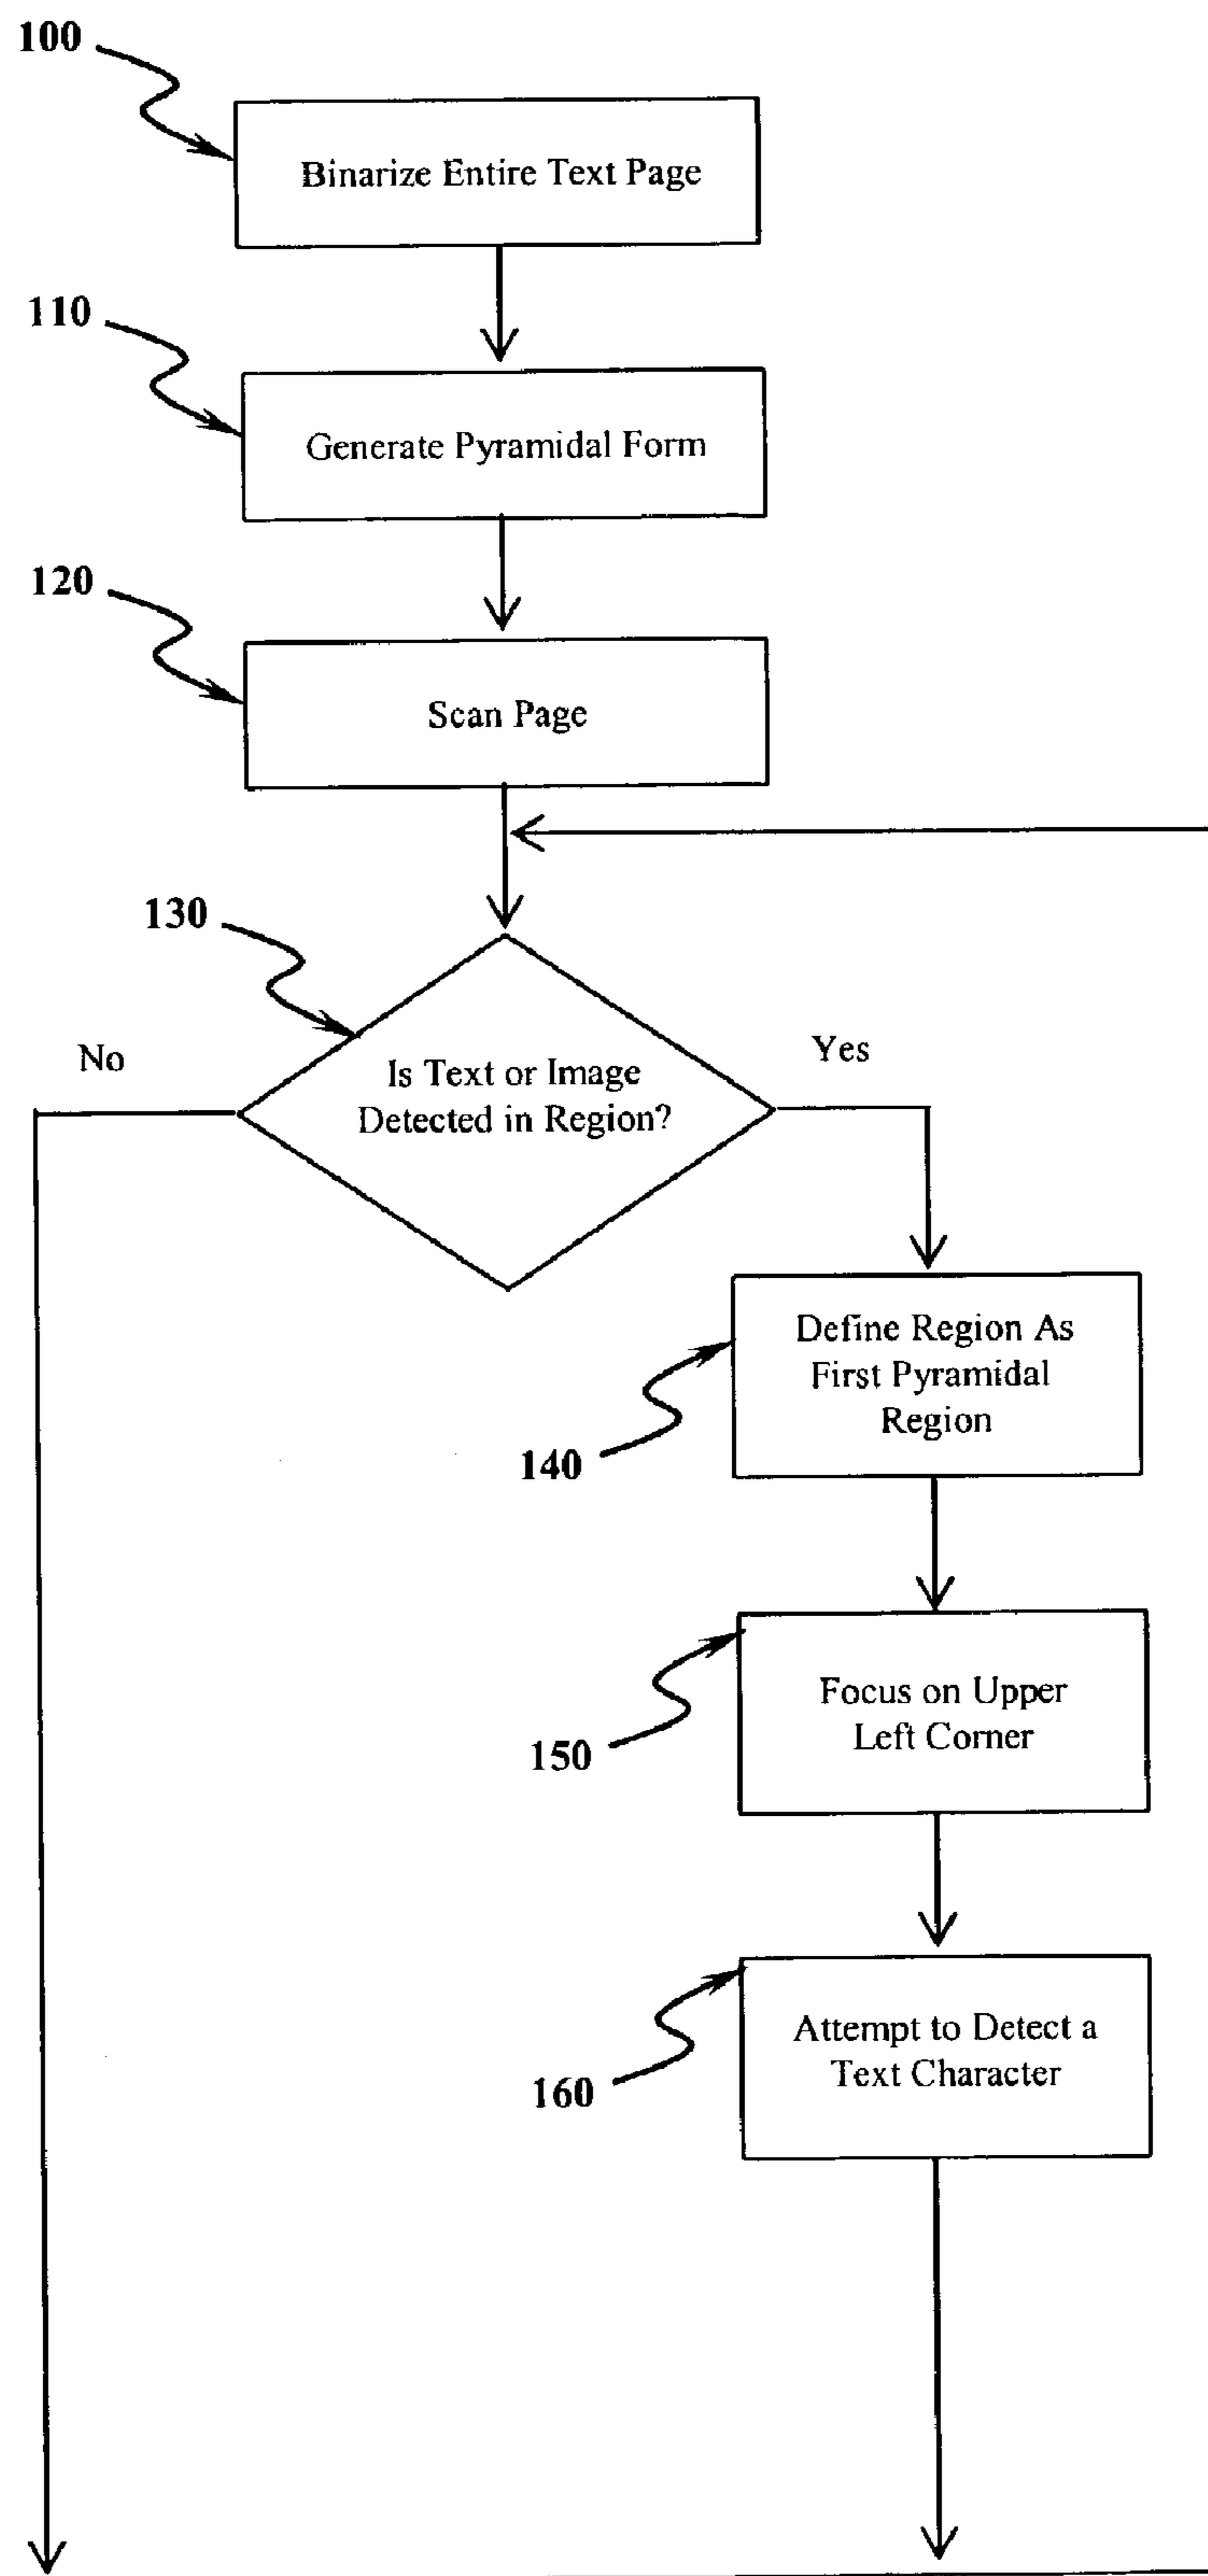 100
Binarize Entire Text Page
110
Generate Pyramidal Form
120
Scan Page
130
No
Yes
Is Text or Image
Detected in Region?
Define Region As
First Pyramidal
Region
140
Focus on Upper
Left Corner
150
Attempt to Detect a
Text Character
160